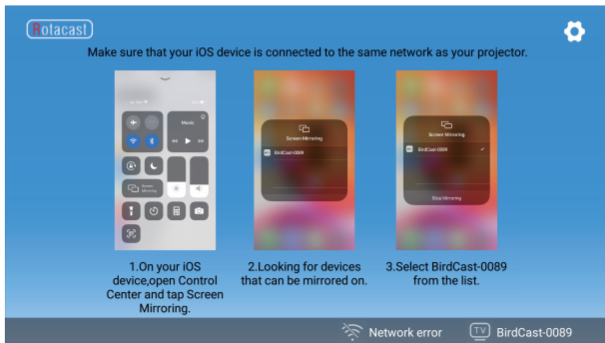 Rotacast
Make sure that your iOS device is connected to the same network as your projector.
Music
Screen
Mirroring
Screen Mirroring
BirdCast-0089
Screen Mirroring
BirdCast-0089
Stop Mirroring
1.On your iOS
device,open Control
Center and tap Screen
Mirroring.
2.Looking for devices
that can be mirrored on.
3.Select BirdCast-0089
from the list.
Network error
TV
BirdCast-0089